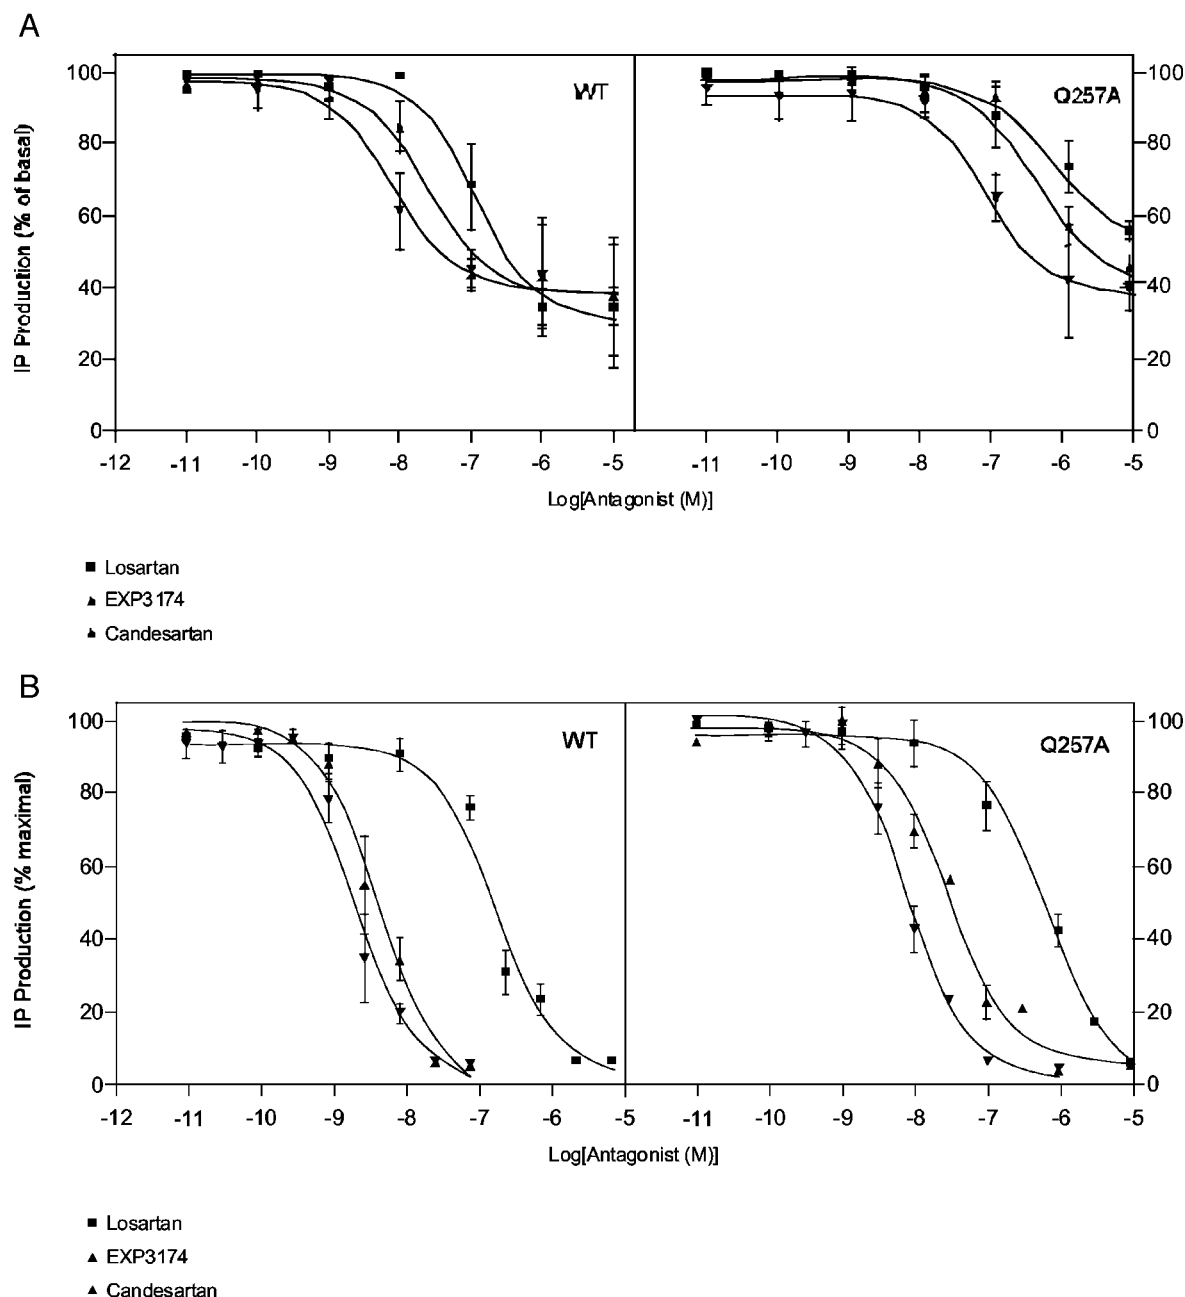 A
IP Production (% of basal)
100
80
60
40
20
0
WT
Q257A
100
80
60
40
20
0
-12 -11 -10 -9 -8 -7 -6 -5 -11 -10 -9 -8 -7 -6 -5
Log[Antagonist (M)]
Losartan
EXP3174
Candesartan
B
IP Production (% maximal)
100
80
60
40
20
0
WT
Q257A
100
80
60
40
20
0
-12 -11 -10 -9 -8 -7 -6 -5 -11 -10 -9 -8 -7 -6 -5
Log[Antagonist (M)]
Losartan
EXP3174
Candesartan